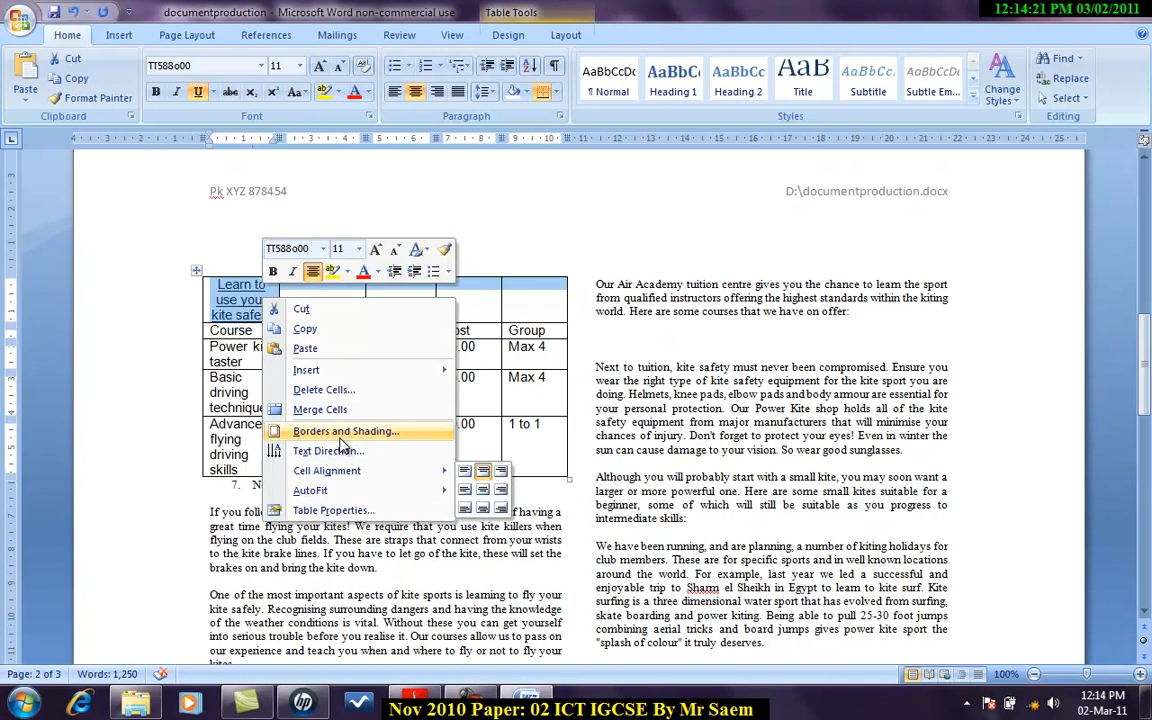 documentproduction - Microsoft Word non-commercial use
Table Tools
12:14:21 PM 03/02/2011
Home Insert Page Layout References Mailings Review View Design Layout
Paste
Cut
Copy
Format Painter
Clipboard
TT588o00 11
Font
Paragraph
AaBbCcDc
¶ Normal
AaBbC
Heading 1
AaBbCc
Heading 2
AaBb
Title
AaBbCc
Subtitle
AaBbCcDc
Subtle Em...
Styles
Change
Styles
Find
Replace
Select
Editing
Pk XYZ 878454
D:\documentproduction.docx
TT588o00 11
Learn to
use you
kite safe
Course
ost
Group
Power ki
taster
.00
Max 4
Basic
driving
technique
.00
Max 4
Advance
flying
driving
skills
.00
1 to 1
Cut
Copy
Paste
Insert
Delete Cells...
Merge Cells
Borders and Shading...
Text Direction...
Cell Alignment
AutoFit
Table Properties...
7. N
If you follo
of having a
great time flying your kites! We require that you use kite killers when
flying on the club fields. These are straps that connect from your wrists
to the kite brake lines. If you have to let go of the kite, these will set the
brakes on and bring the kite down.
One of the most important aspects of kite sports is learning to fly your
kite safely. Recognising surrounding dangers and having the knowledge
of the weather conditions is vital. Without these you can get yourself
into serious trouble before you realise it. Our courses allow us to pass on
our experience and teach you when and where to fly or not to fly your
kites.
Our Air Academy tuition centre gives you the chance to learn the sport
from qualified instructors offering the highest standards within the kiting
world. Here are some courses that we have on offer:
Next to tuition, kite safety must never been compromised. Ensure you
wear the right type of kite safety equipment for the kite sport you are
doing. Helmets, knee pads, elbow pads and body armour are essential for
your personal protection. Our Power Kite shop holds all of the kite
safety equipment from major manufacturers that will minimise your
chances of injury. Don't forget to protect your eyes! Even in winter the
sun can cause damage to your vision. So wear good sunglasses.
Although you will probably start with a small kite, you may soon want a
larger or more powerful one. Here are some small kites suitable for a
beginner, some of which will still be suitable as you progress to
intermediate skills:
We have been running, and are planning, a number of kiting holidays for
club members. These are for specific sports and in well known locations
around the world. For example, last year we led a successful and
enjoyable trip to Sharm el Sheikh in Egypt to learn to kite surf. Kite
surfing is a three dimensional water sport that has evolved from surfing,
skate boarding and power kiting. Being able to pull 25-30 foot jumps
combining aerial tricks and board jumps gives power kite sport the
"splash of colour" it truly deserves.
Page: 2 of 3 Words: 1,250
100%
Nov 2010 Paper: 02 ICT IGCSE By Mr Saem
12:14 PM
02-Mar-11